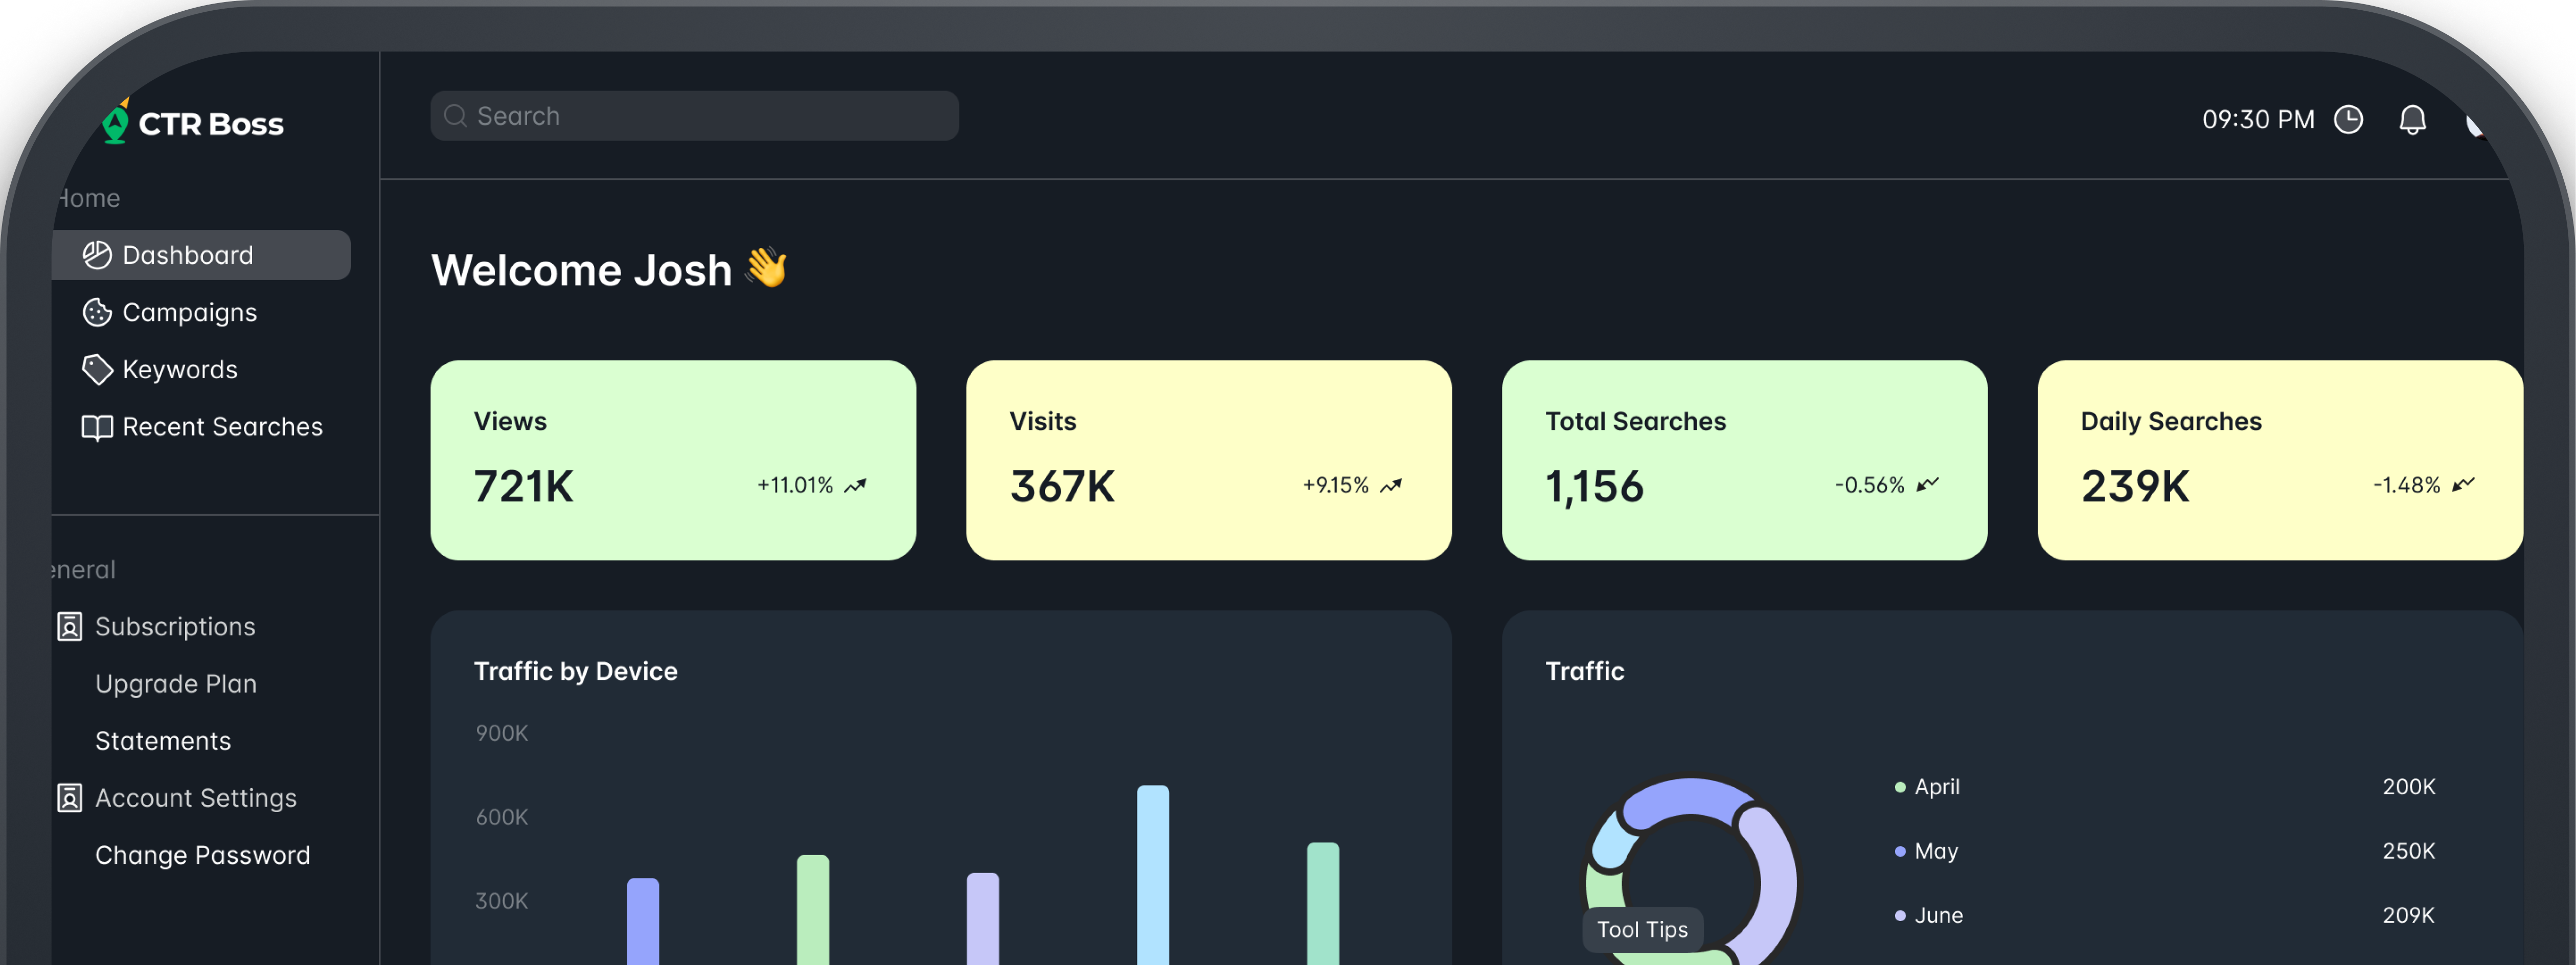 CTR Boss
Search
09:30 PM
Home
Dashboard
Campaigns
Keywords
Recent Searches
eneral
Subscriptions
Upgrade Plan
Statements
Account Settings
Change Password
Welcome Josh 👋
Views
721K +11.01%
Visits
367K +9.15%
Total Searches
1,156 -0.56%
Daily Searches
239K -1.48%
Traffic by Device
900K
600K
300K
Traffic
April 200K
May 250K
June 209K
Tool Tips